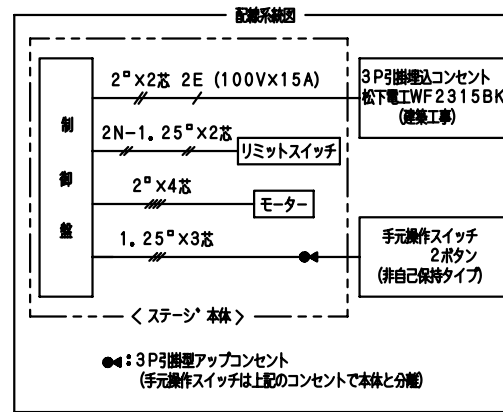 配線系統図
2□×2芯 2E (100V×15A)
3P引掛埋込コンセント
松下電工WF2315BK
(建築工事)
制御盤
2N-1.25□×2芯
リミットスイッチ
2□×4芯
モーター
1.25□×3芯
手元操作スイッチ
2ボタン
(非自己保持タイプ)
〈ステージ本体〉
●◀:3P引掛型アップコンセント
(手元操作スイッチは上記のコンセントで本体と分離)